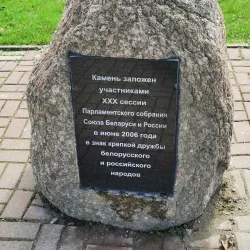 Камень заложен
участниками
XXX сессии
Парламентского собрания
Союза Беларуси и России
в июне 2006 года
в знак крепкой дружбы
белорусского
и российского
народов